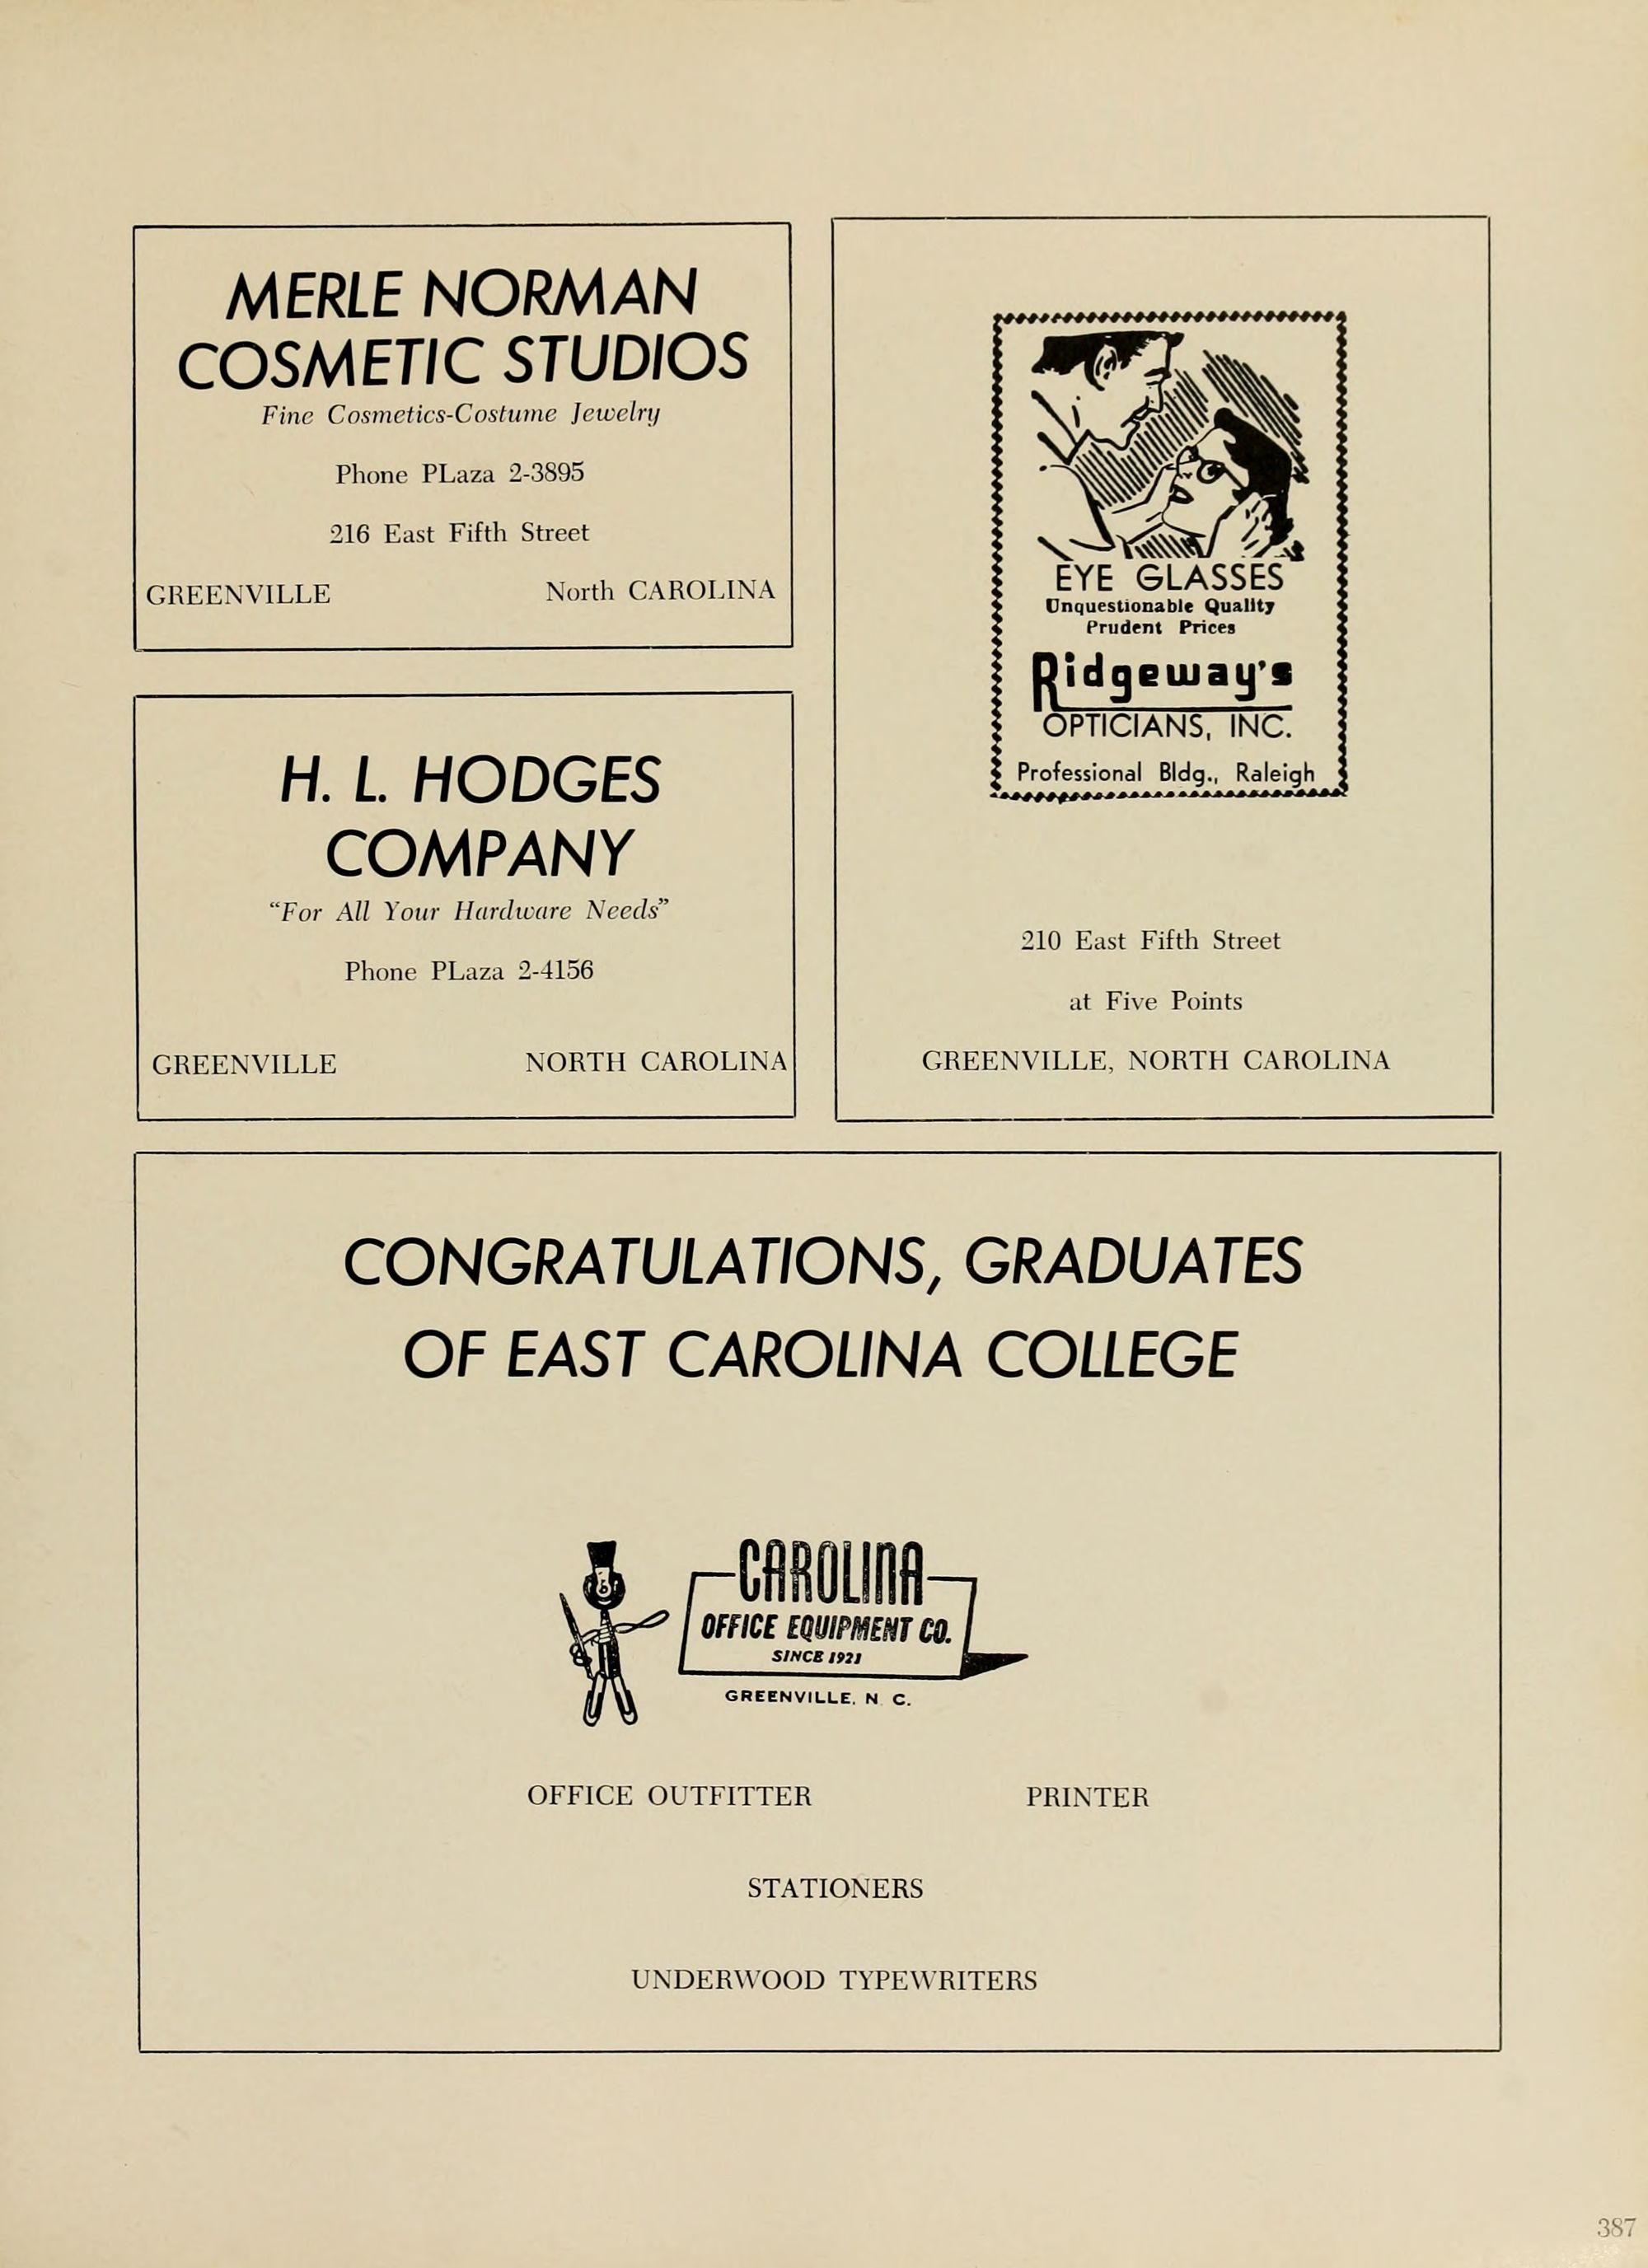 MERLE NORMAN
COSMETIC STUDIOS
Fine Cosmetics-Costume Jewelry
Phone PLaza 2-3895
216 East Fifth Street
GREENVILLE North CAROLINA
H. L. HODGES
COMPANY
“For All Your Hardware Needs”
Phone PLaza 2-4156
GREENVILLE NORTH CAROLINA
EYE GLASSES
Unquestionable Quality
Prudent Prices
Ridgeway's
OPTICIANS, INC.
Professional Bldg., Raleigh
210 East Fifth Street
at Five Points
GREENVILLE, NORTH CAROLINA
CONGRATULATIONS, GRADUATES
OF EAST CAROLINA COLLEGE
CAROLINA
OFFICE EQUIPMENT CO.
SINCE 1921
GREENVILLE, N. C.
OFFICE OUTFITTER PRINTER
STATIONERS
UNDERWOOD TYPEWRITERS
387